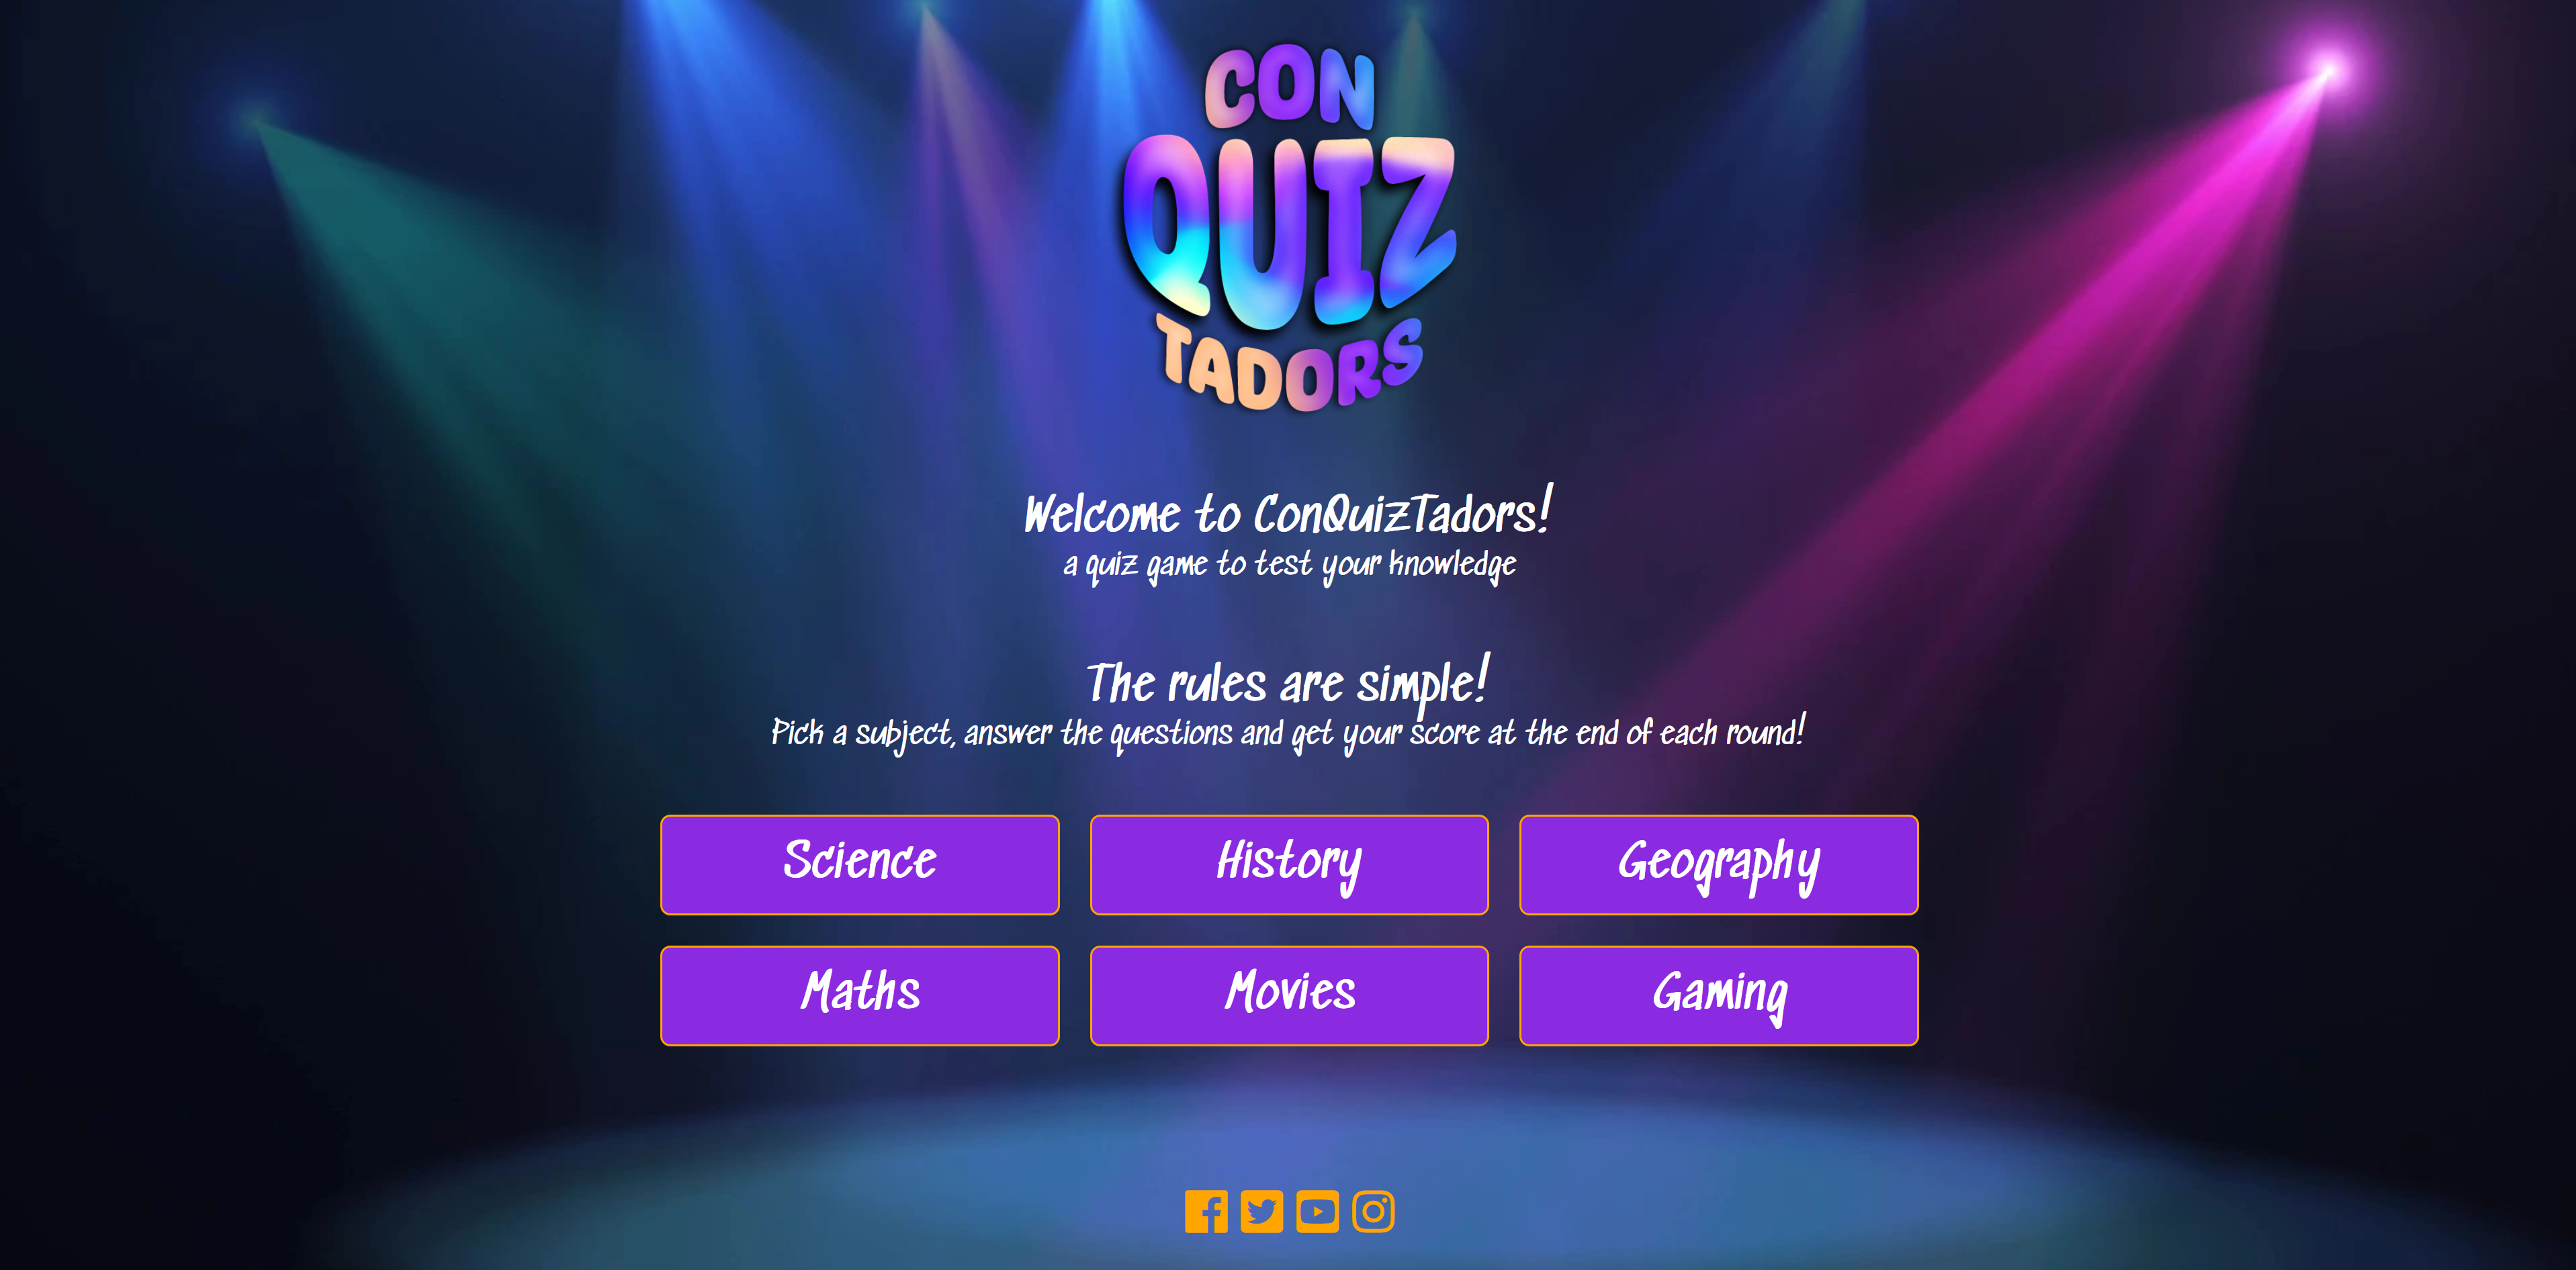 CON
QUIZ
TADORS
Welcome to ConQuizTadors!
a quiz game to test your knowledge
The rules are simple!
Pick a subject, answer the questions and get your score at the end of each round!
Science
History
Geography
Maths
Movies
Gaming